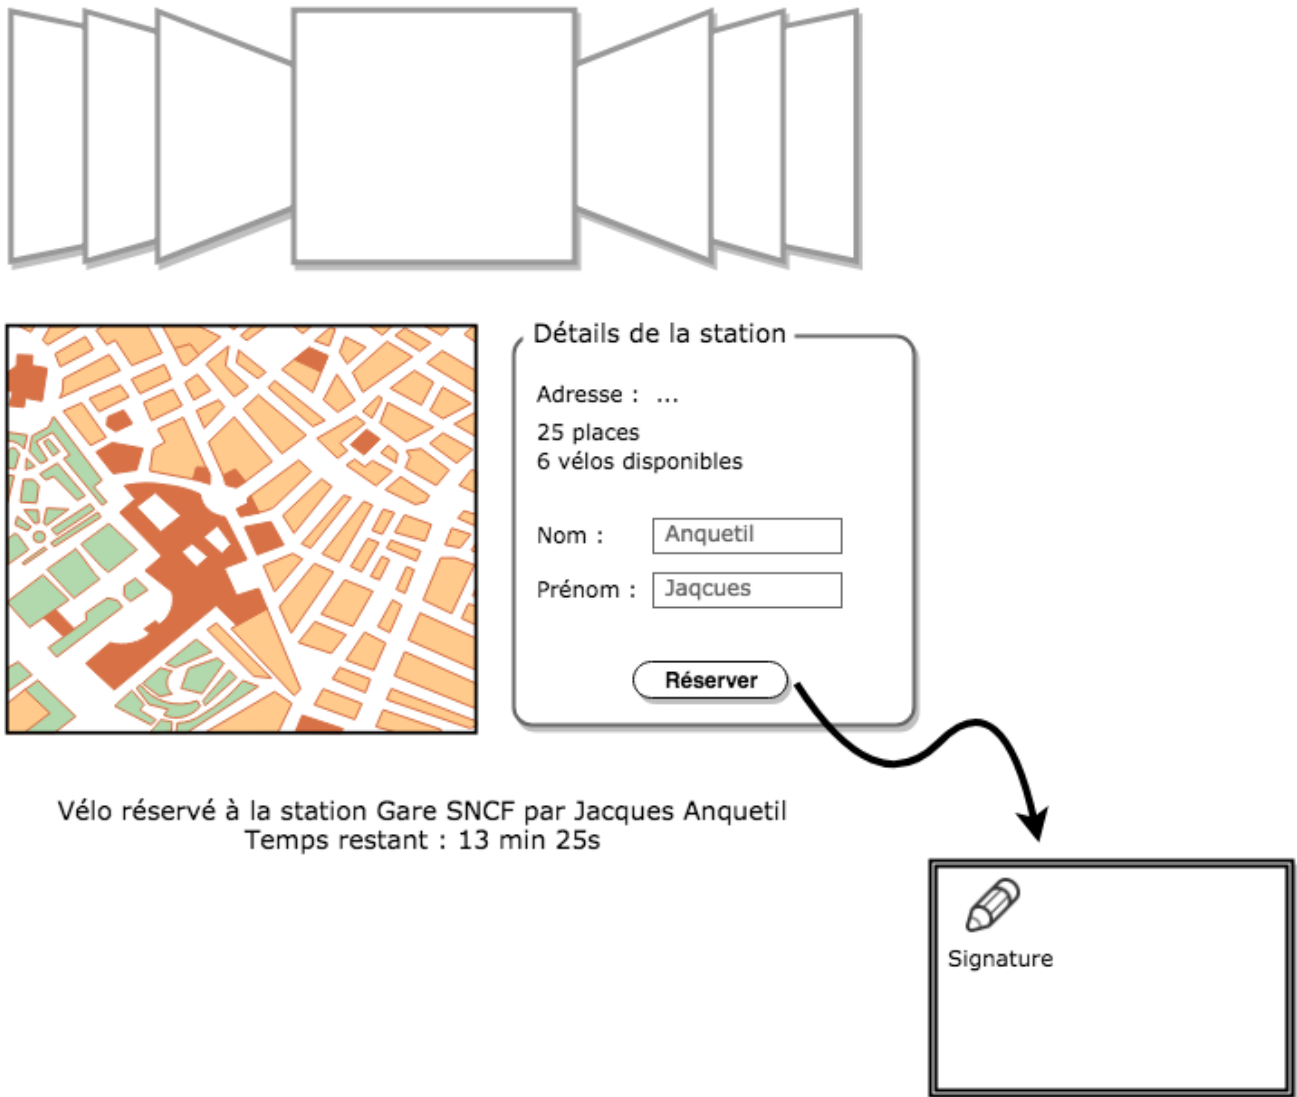 Détails de la station
Adresse : ...
25 places
6 vélos disponibles
Nom : Anquetil
Prénom : Jaqcues
Réserver
Vélo réservé à la station Gare SNCF par Jacques Anquetil
Temps restant : 13 min 25s
Signature